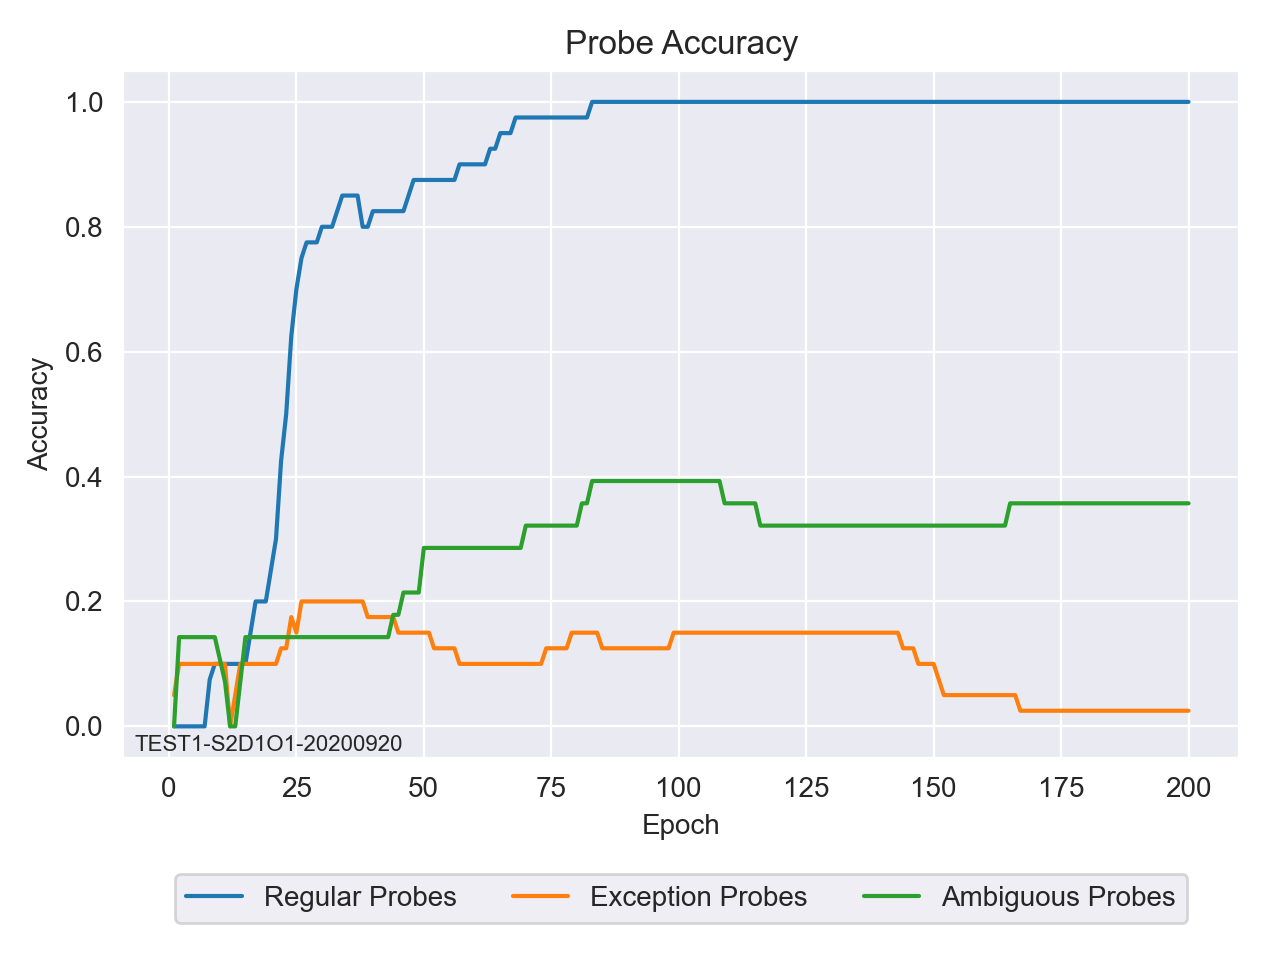 Probe Accuracy
1.0
0.8
0.6
0.4
0.2
0.0
Accuracy
TEST1-S2D1O1-20200920
0 25 50 75 100 125 150 175 200
Epoch
Regular Probes Exception Probes Ambiguous Probes